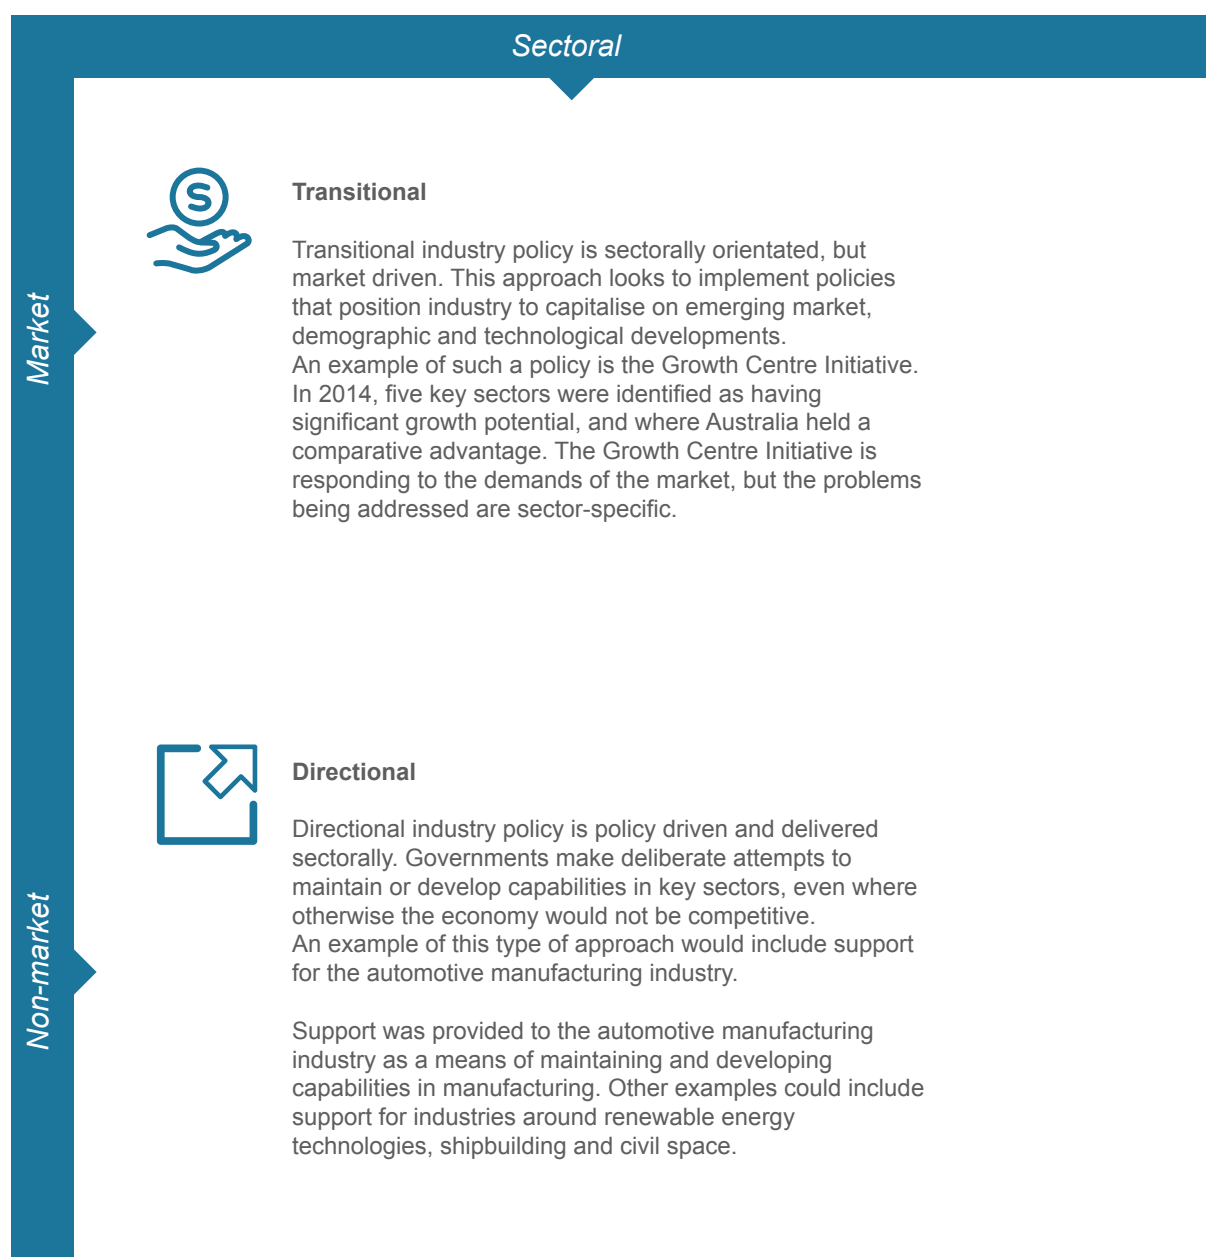 Sectoral
Market
Transitional
Transitional industry policy is sectorally orientated, but
market driven. This approach looks to implement policies
that position industry to capitalise on emerging market,
demographic and technological developments.
An example of such a policy is the Growth Centre Initiative.
In 2014, five key sectors were identified as having
significant growth potential, and where Australia held a
comparative advantage. The Growth Centre Initiative is
responding to the demands of the market, but the problems
being addressed are sector-specific.
Non-market
Directional
Directional industry policy is policy driven and delivered
sectorally. Governments make deliberate attempts to
maintain or develop capabilities in key sectors, even where
otherwise the economy would not be competitive.
An example of this type of approach would include support
for the automotive manufacturing industry.
Support was provided to the automotive manufacturing
industry as a means of maintaining and developing
capabilities in manufacturing. Other examples could include
support for industries around renewable energy
technologies, shipbuilding and civil space.